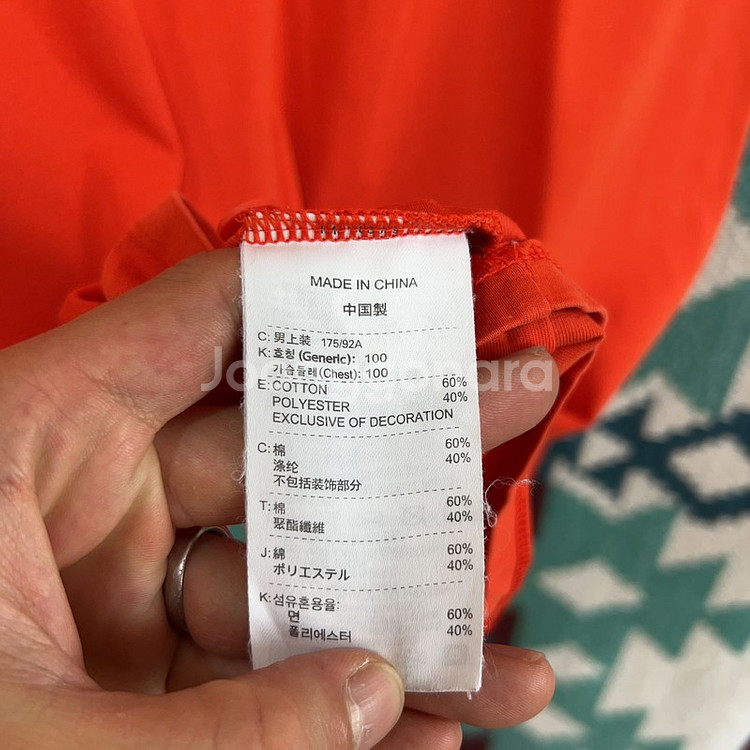 MADE IN CHINA
中国製
C: 男上装 175/92A
K: 호칭 (Generic): 100
가슴둘레(Chest): 100
E: COTTON 60%
POLYESTER 40%
EXCLUSIVE OF DECORATION
C: 棉 60%
涤纶 40%
不包括装饰部分
T: 棉 60%
聚酯纖維 40%
J: 綿 60%
ポリエステル 40%
K: 섬유혼용율:
면 60%
폴리에스터 40%
Joonggonara